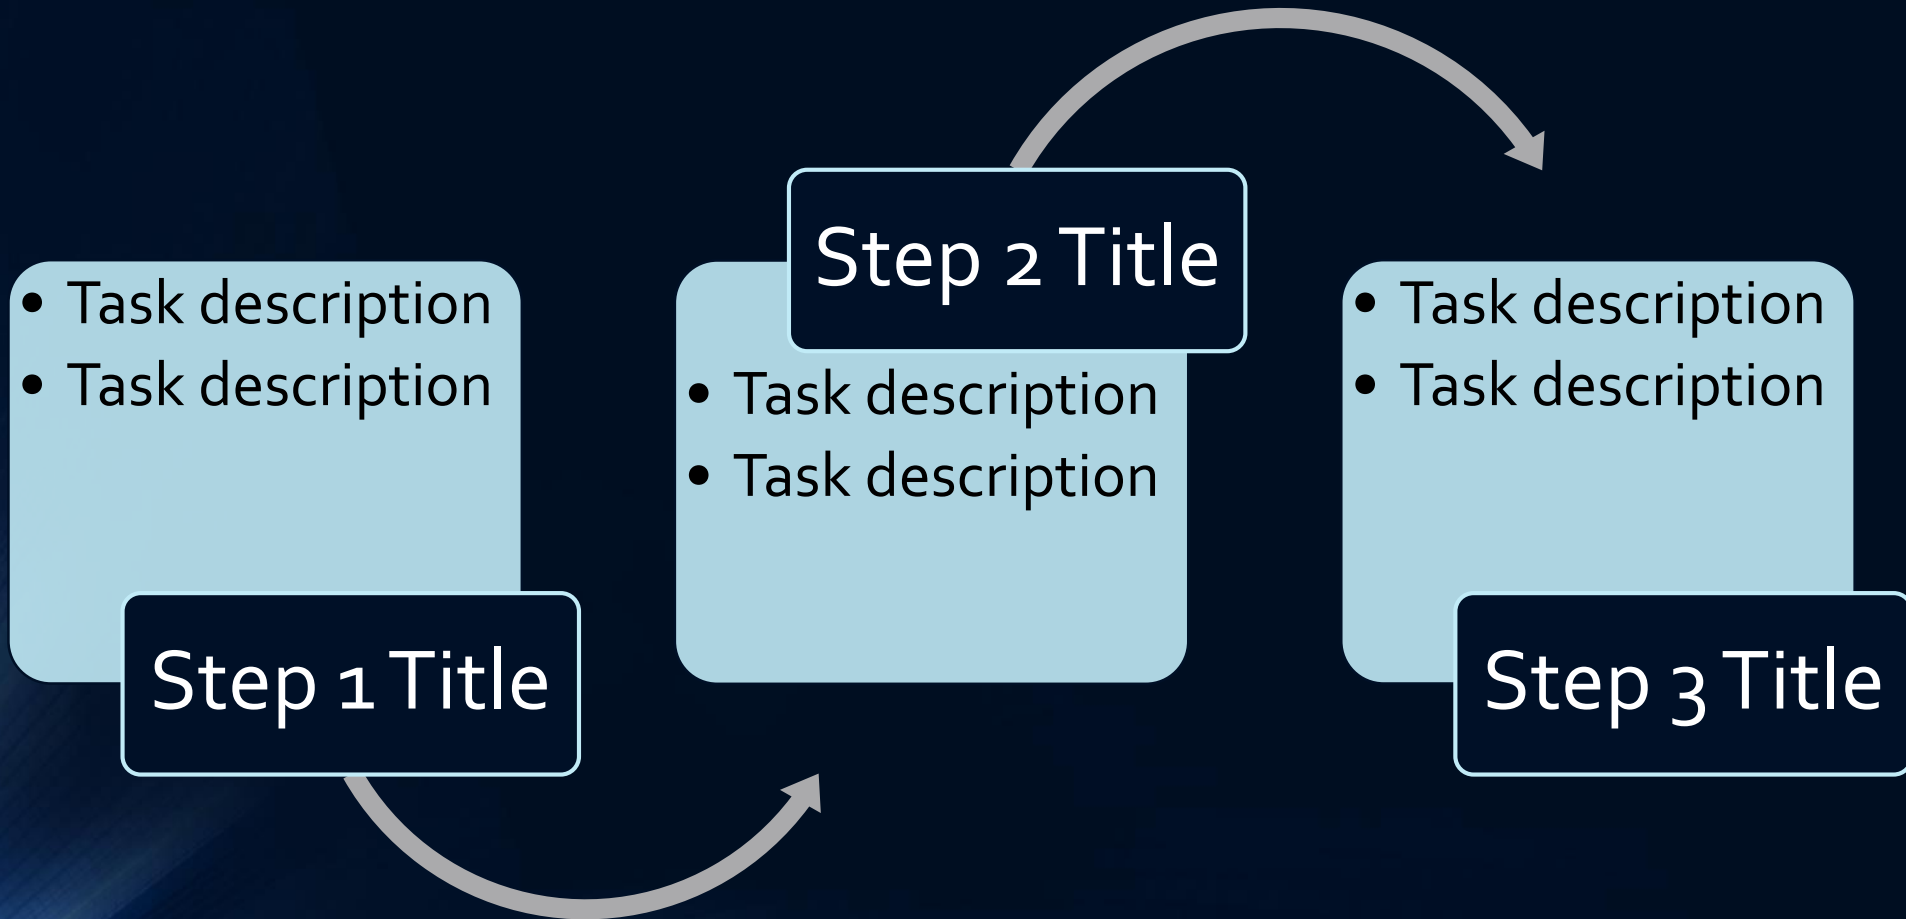 • Task description
• Task description
Step 1 Title
Step 2 Title
• Task description
• Task description
• Task description
• Task description
Step 3 Title